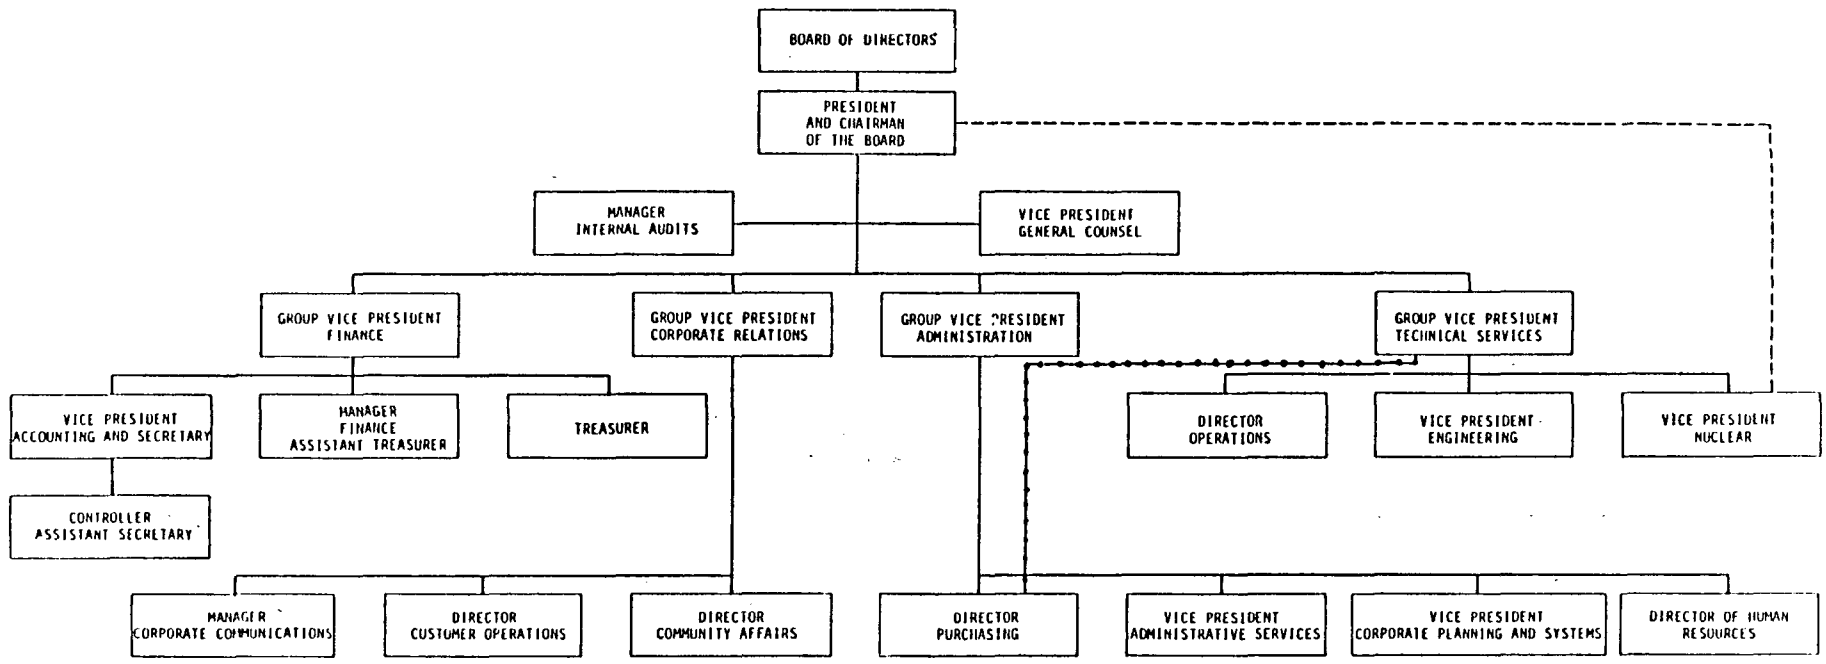 BOARD OF DIRECTORS
PRESIDENT
AND CHAIRMAN
OF THE BOARD
MANAGER
INTERNAL AUDITS
VICE PRESIDENT
GENERAL COUNSEL
GROUP VICE PRESIDENT
FINANCE
GROUP VICE PRESIDENT
CORPORATE RELATIONS
GROUP VICE PRESIDENT
ADMINISTRATION
GROUP VICE PRESIDENT
TECHNICAL SERVICES
VICE PRESIDENT
ACCOUNTING AND SECRETARY
MANAGER
FINANCE
ASSISTANT TREASURER
TREASURER
DIRECTOR
OPERATIONS
VICE PRESIDENT
ENGINEERING
VICE PRESIDENT
NUCLEAR
CONTROLLER
ASSISTANT SECRETARY
MANAGER
CORPORATE COMMUNICATIONS
DIRECTOR
CUSTOMER OPERATIONS
DIRECTOR
COMMUNITY AFFAIRS
DIRECTOR
PURCHASING
VICE PRESIDENT
ADMINISTRATIVE SERVICES
VICE PRESIDENT
CORPORATE PLANNING AND SYSTEMS
DIRECTOR OF HUMAN
RESOURCES